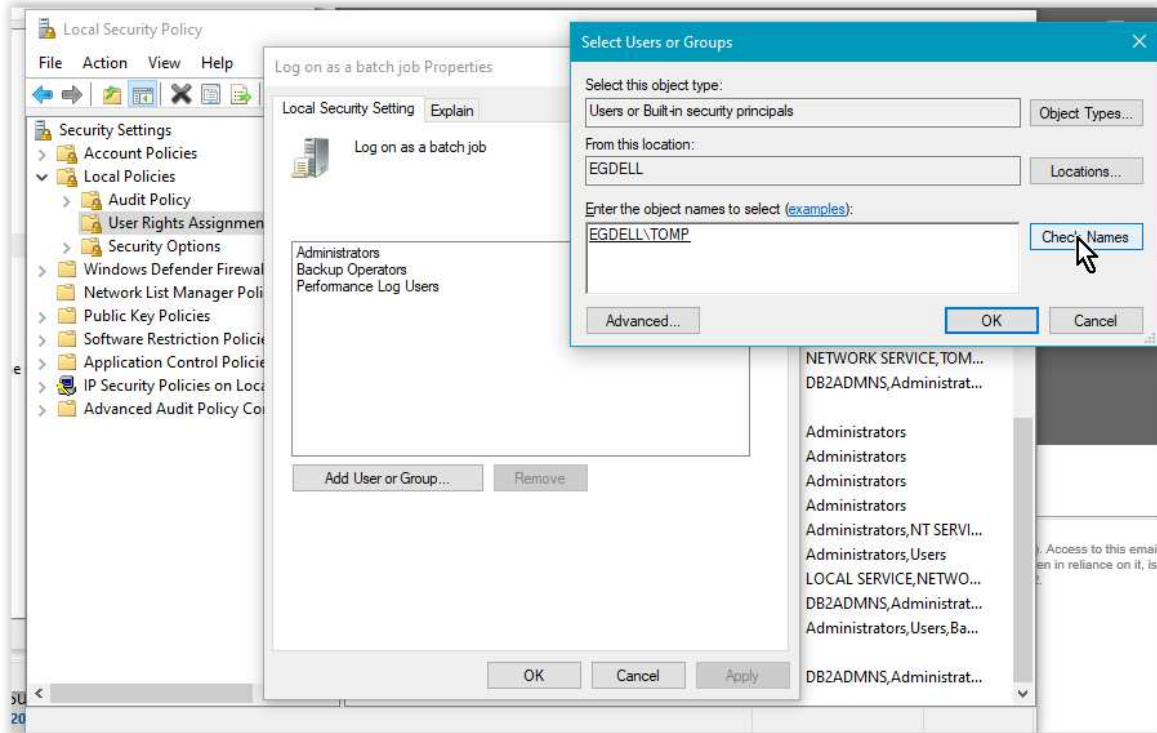 Local Security Policy
File Action View Help
Security Settings
Account Policies
Local Policies
Audit Policy
User Rights Assignmen
Security Options
Windows Defender Firewal
Network List Manager Poli
Public Key Policies
Software Restriction Policie
Application Control Policie
IP Security Policies on Loca
Advanced Audit Policy Co
Log on as a batch job Properties
Local Security Setting Explain
Log on as a batch job
Administrators
Backup Operators
Performance Log Users
Add User or Group... Remove
OK Cancel Apply
Select Users or Groups
Select this object type:
Users or Built-in security principals Object Types...
From this location:
EGDELL Locations...
Enter the object names to select (examples):
EGDELL\TOMP Check Names
Advanced... OK Cancel
NETWORK SERVICE,TOM...
DB2ADMNS,Administrat...
Administrators
Administrators
Administrators
Administrators
Administrators,NT SERVI...
Administrators,Users
LOCAL SERVICE,NETWO...
DB2ADMNS,Administrat...
Administrators,Users,Ba...
DB2ADMNS,Administrat...
). Access to this emai
en in reliance on it, is
20